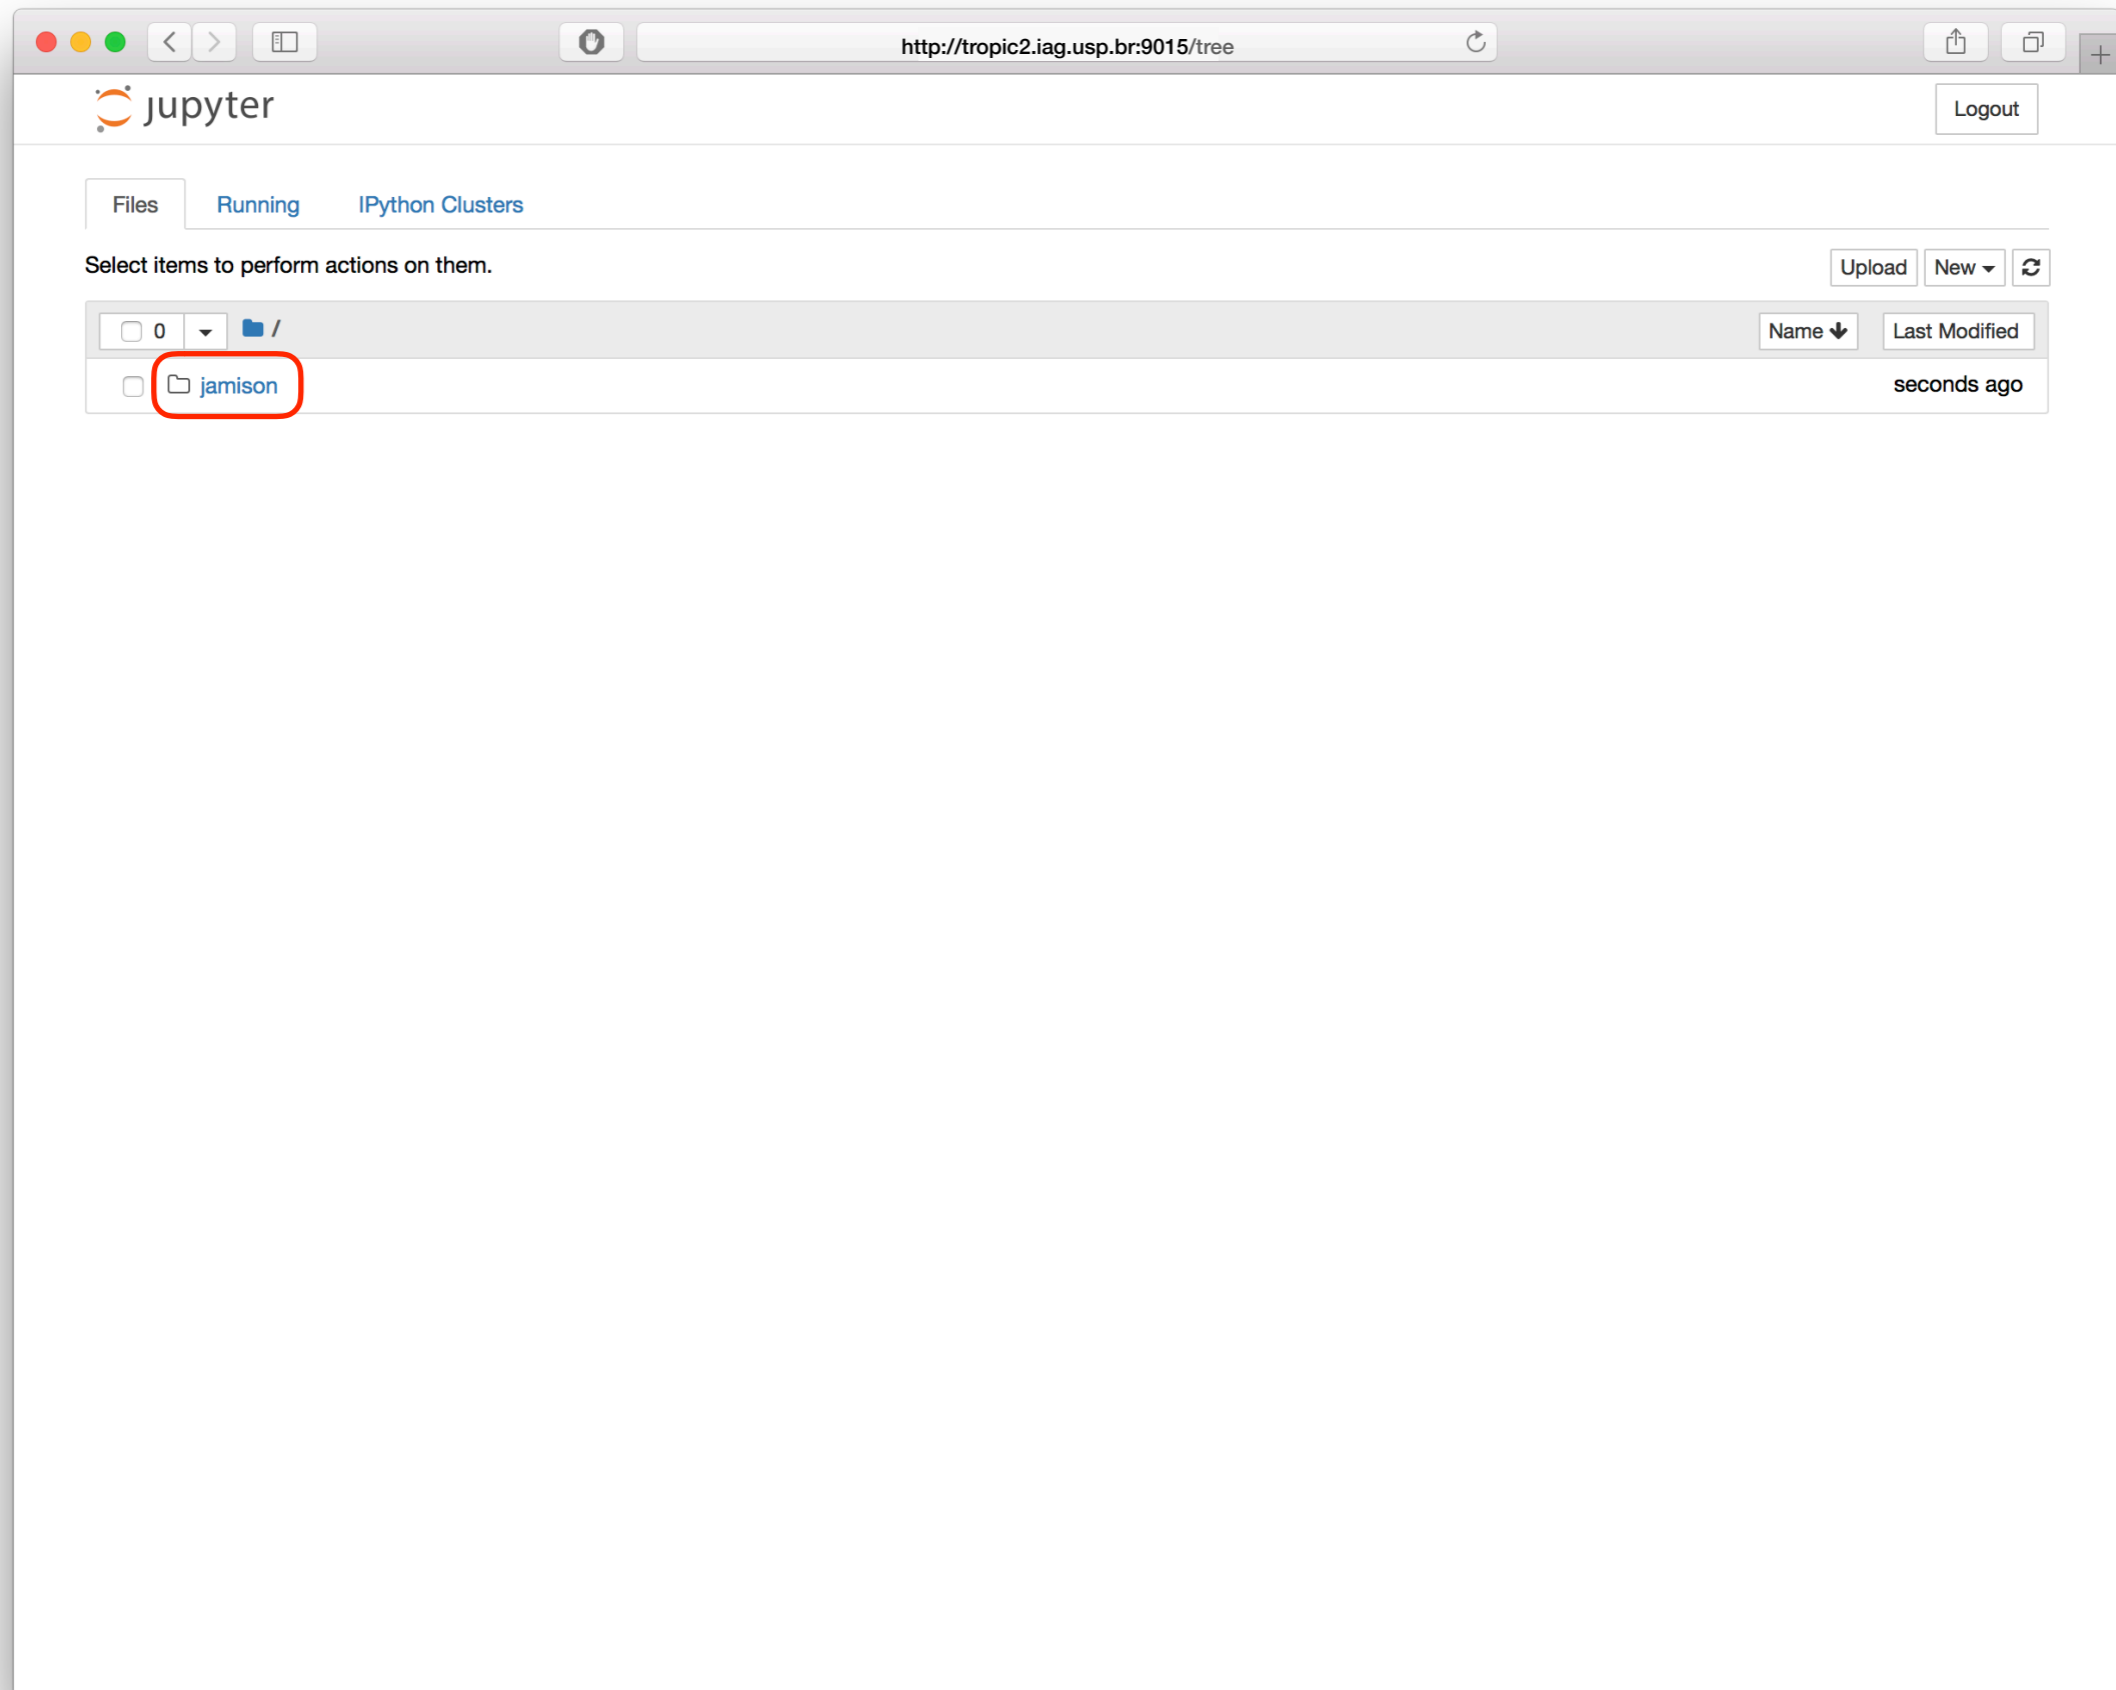 http://tropic2.iag.usp.br:9015/tree
jupyter
Logout
Files Running IPython Clusters
Select items to perform actions on them.
Upload New
0 / Name Last Modified
jamison seconds ago